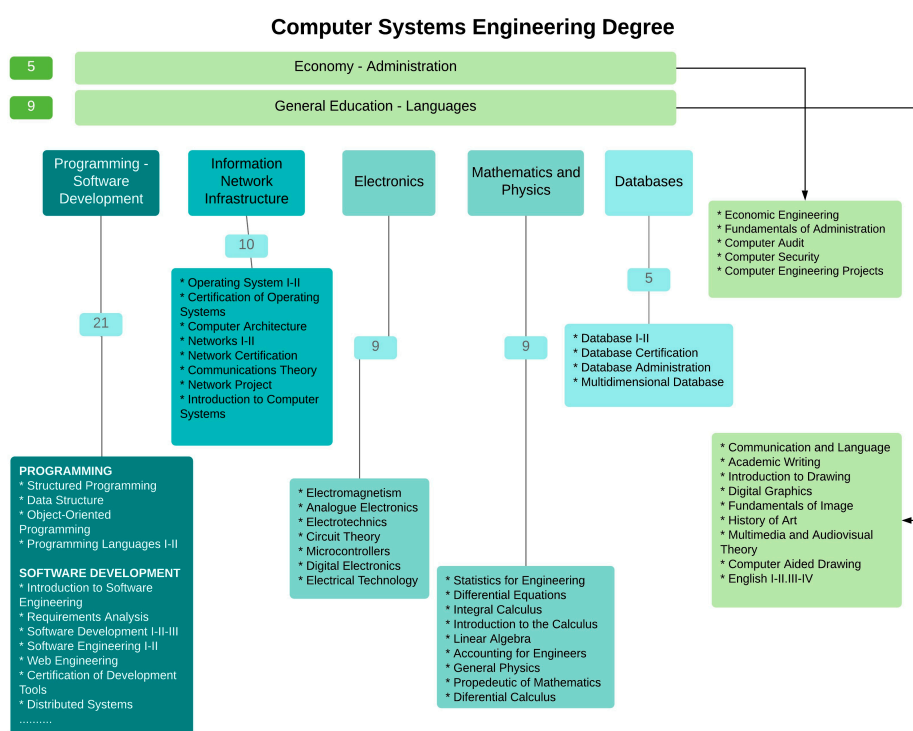 Computer Systems Engineering Degree
5
Economy - Administration
9
General Education - Languages
Programming -
Software
Development
Information
Network
Infrastructure
Electronics
Mathematics and
Physics
Databases
21
10
9
9
5
* Economic Engineering
* Fundamentals of Administration
* Computer Audit
* Computer Security
* Computer Engineering Projects
* Operating System I-II
* Certification of Operating
Systems
* Computer Architecture
* Networks I-II
* Network Certification
* Communications Theory
* Network Project
* Introduction to Computer
Systems
* Database I-II
* Database Certification
* Database Administration
* Multidimensional Database
* Communication and Language
* Academic Writing
* Introduction to Drawing
* Digital Graphics
* Fundamentals of Image
* History of Art
* Multimedia and Audiovisual
Theory
* Computer Aided Drawing
* English I-II.III-IV
PROGRAMMING
* Structured Programming
* Data Structure
* Object-Oriented
Programming
* Programming Languages I-II
SOFTWARE DEVELOPMENT
* Introduction to Software
Engineering
* Requirements Analysis
* Software Development I-II-III
* Software Engineering I-II
* Web Engineering
* Certification of Development
Tools
* Distributed Systems
..........
* Electromagnetism
* Analogue Electronics
* Electrotechnics
* Circuit Theory
* Microcontrollers
* Digital Electronics
* Electrical Technology
* Statistics for Engineering
* Differential Equations
* Integral Calculus
* Introduction to the Calculus
* Linear Algebra
* Accounting for Engineers
* General Physics
* Propedeutic of Mathematics
* Diferential Calculus